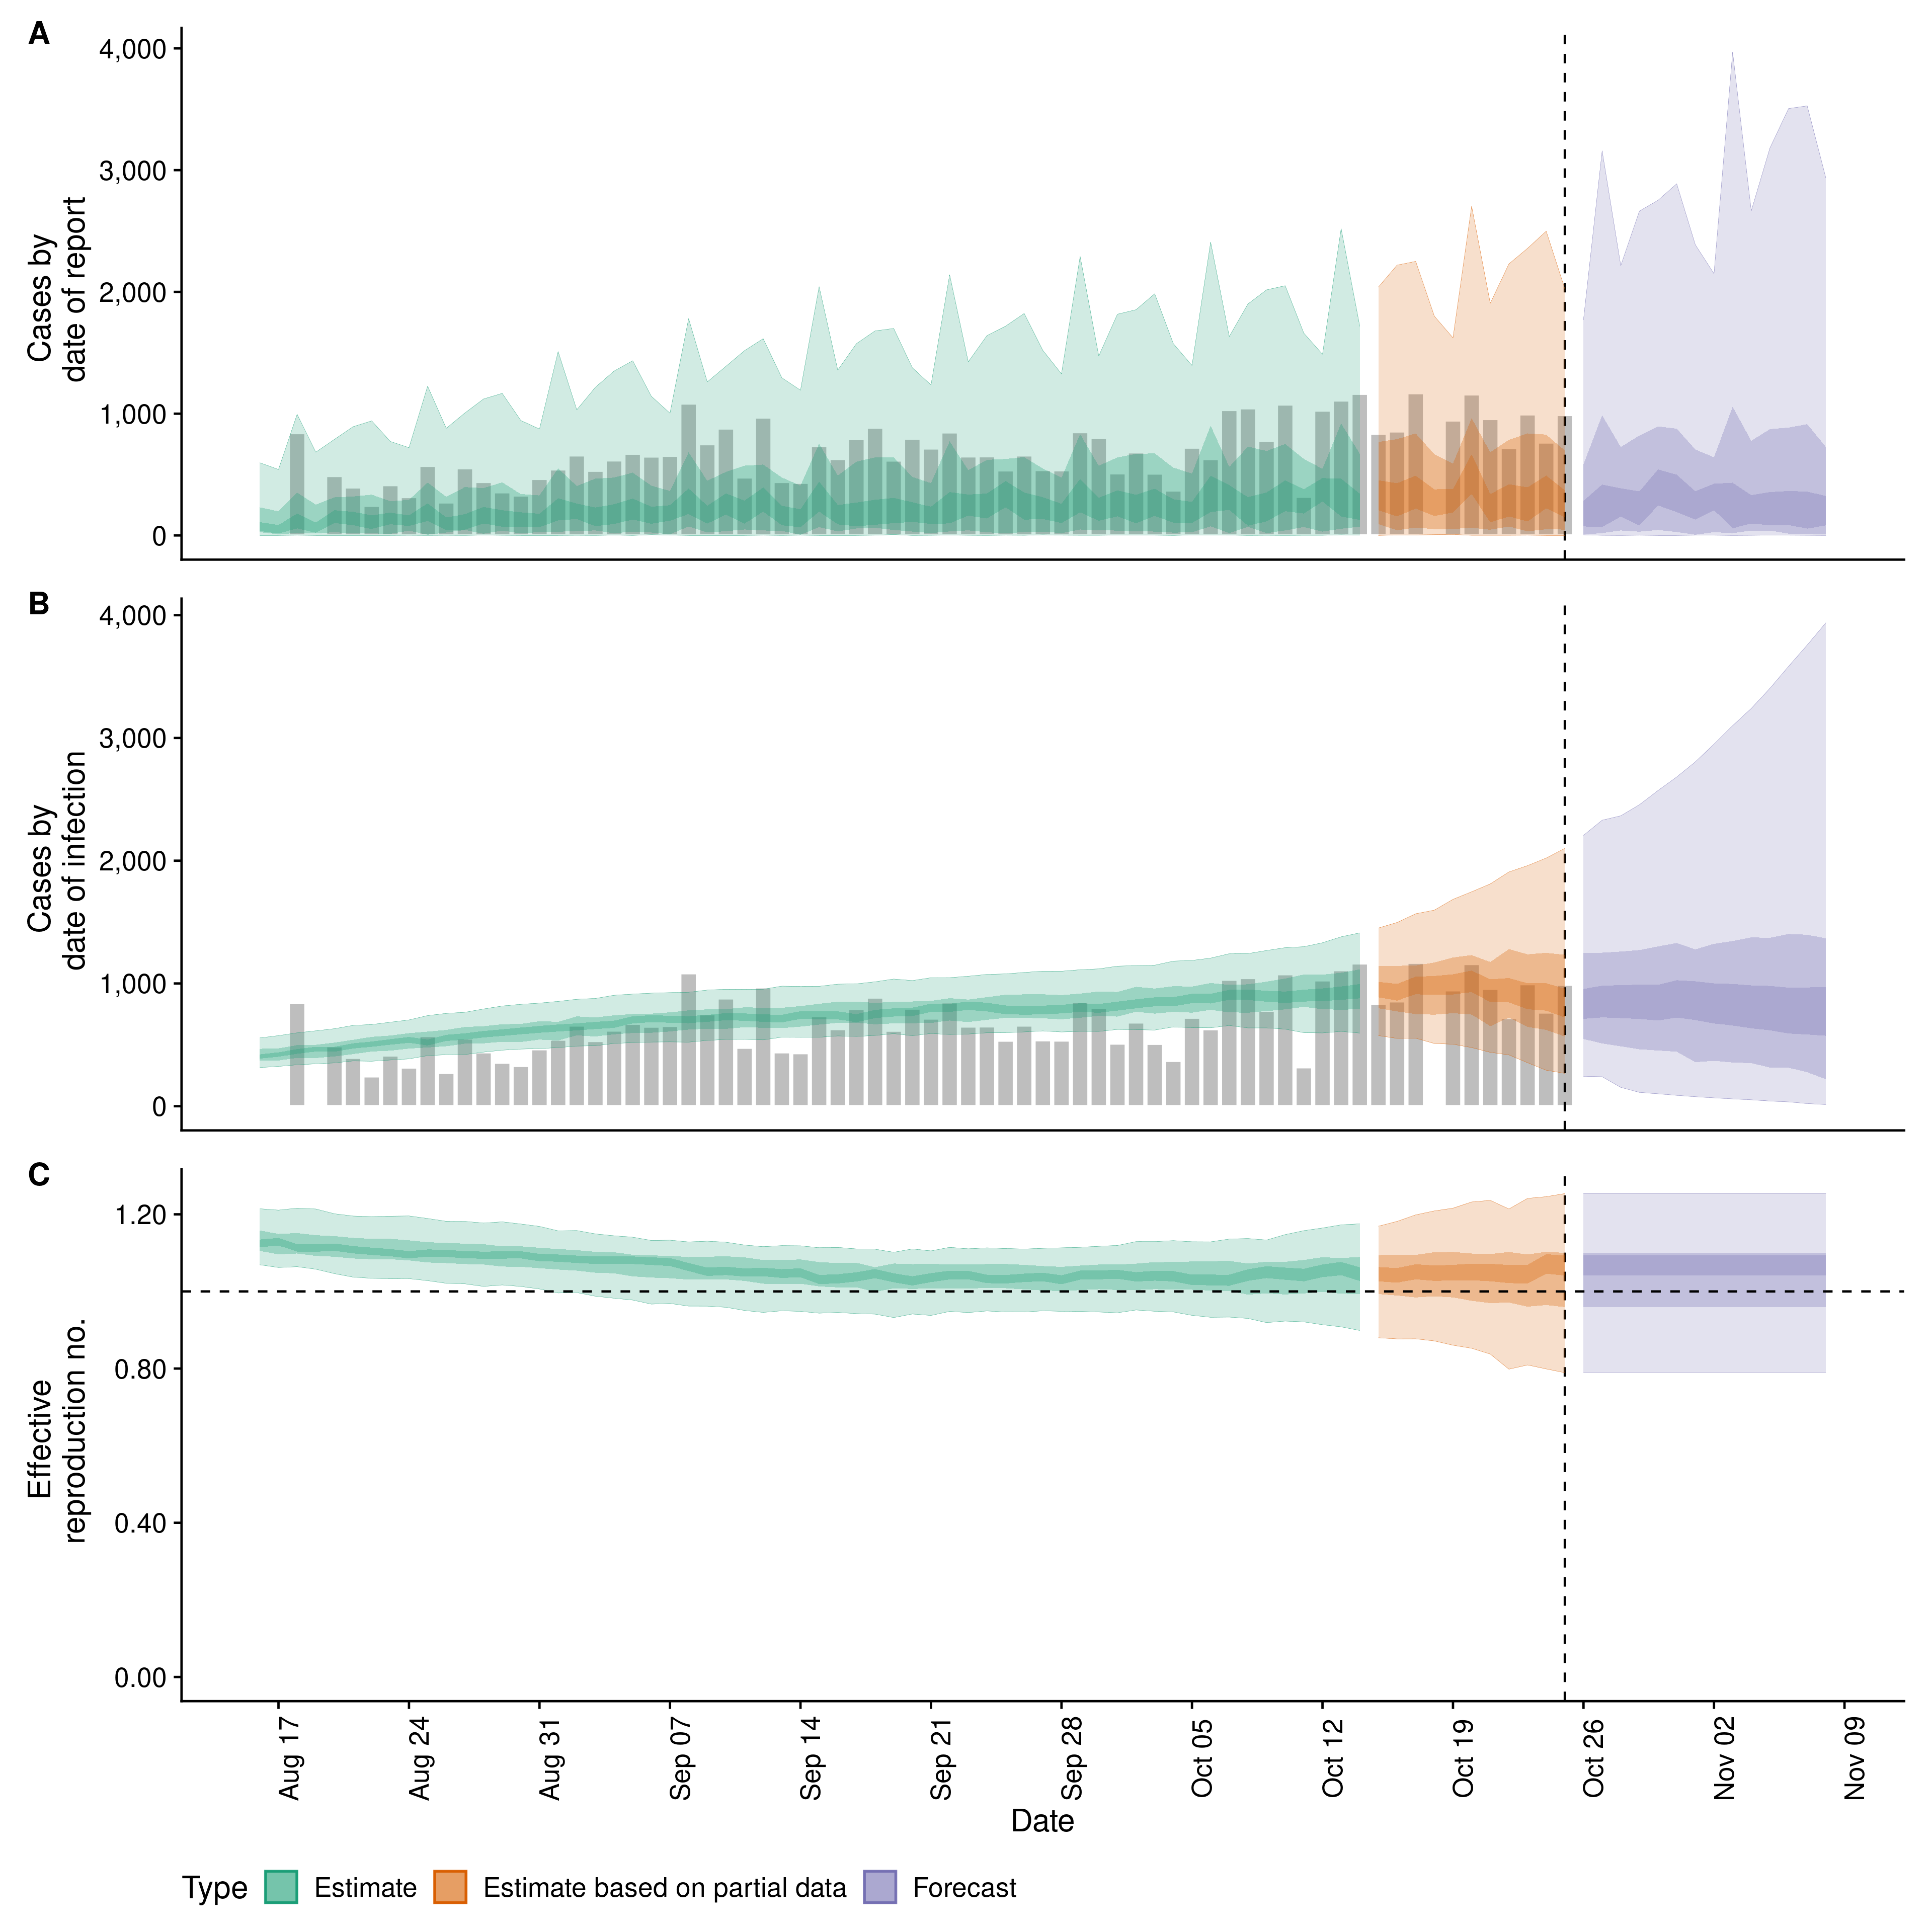 A
4,000
3,000
2,000
1,000
0
Cases by
date of report
B
4,000
3,000
2,000
1,000
0
Cases by
date of infection
C
1.20
0.80
0.40
0.00
Effective
reproduction no.
Aug 17
Aug 24
Aug 31
Sep 07
Sep 14
Sep 21
Sep 28
Oct 05
Oct 12
Oct 19
Oct 26
Nov 02
Nov 09
Date
Type Estimate Estimate based on partial data Forecast